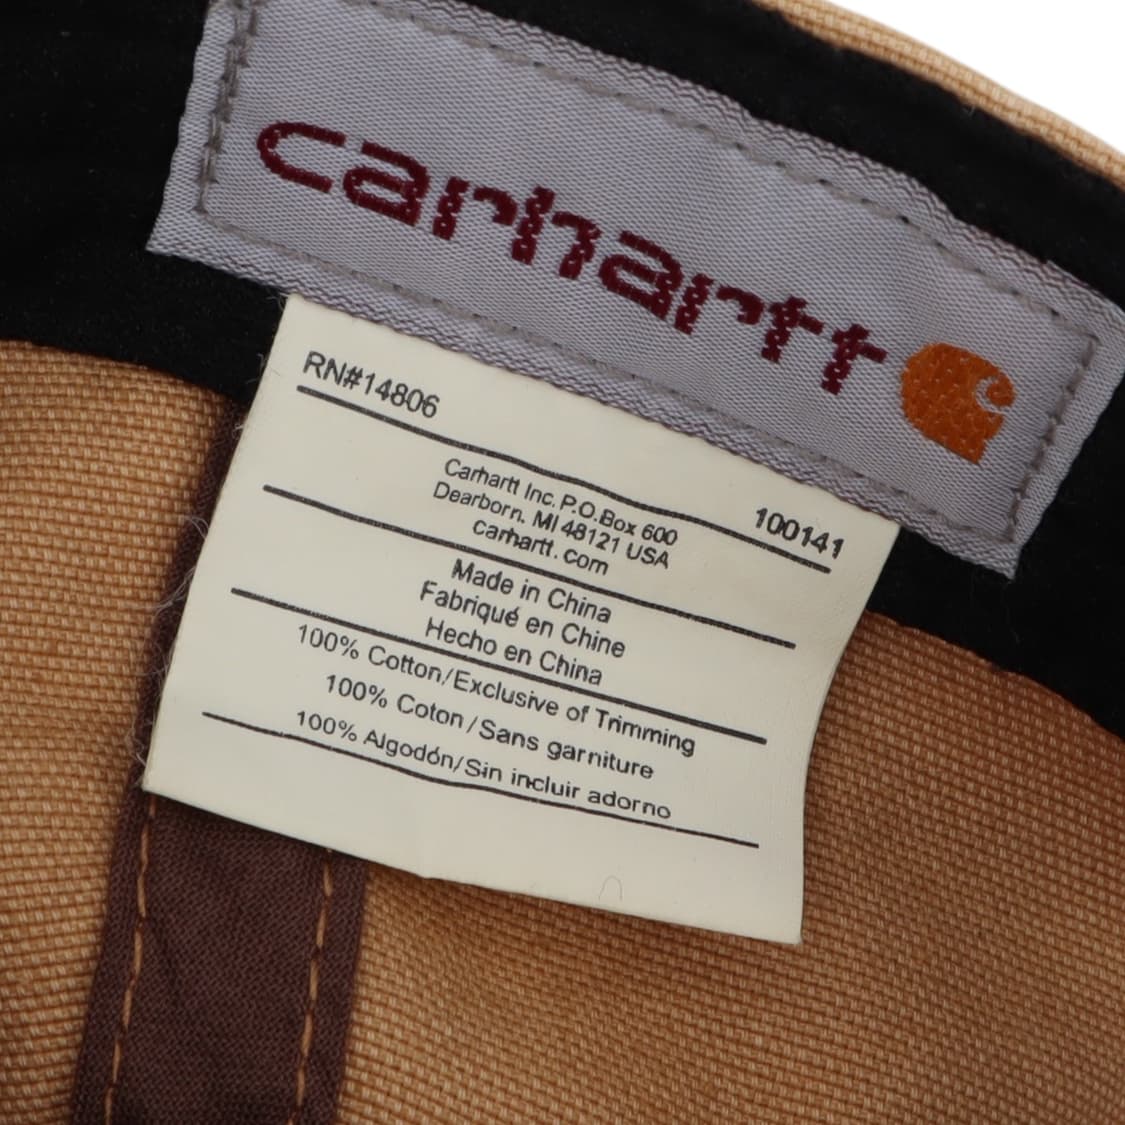 carhartt
RN#14806
100141
Carhartt Inc. P.O.Box 600
Dearborn, MI 48121 USA
carhartt.com
Made in China
Fabriqué en Chine
Hecho en China
100% Cotton/Exclusive of Trimming
100% Coton/Sans garniture
100% Algodón/Sin incluir adorno